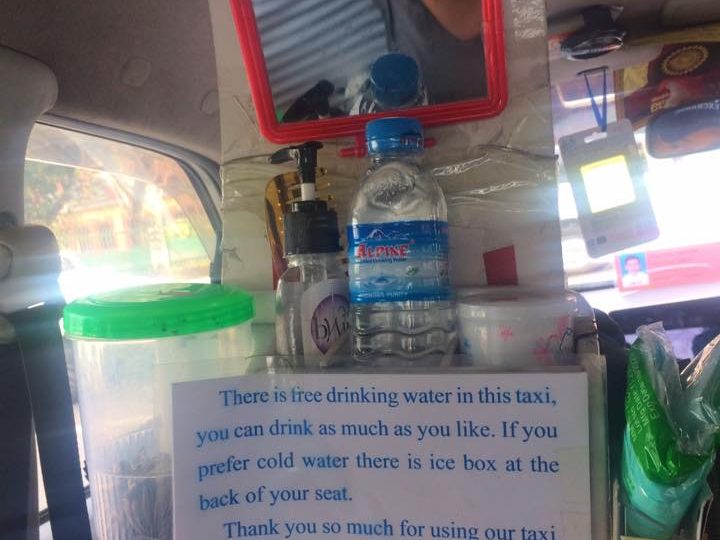 ALPINE
There is free drinking water in this taxi,
you can drink as much as you like. If you
prefer cold water there is ice box at the
back of your seat.
Thank you so much for using our taxi